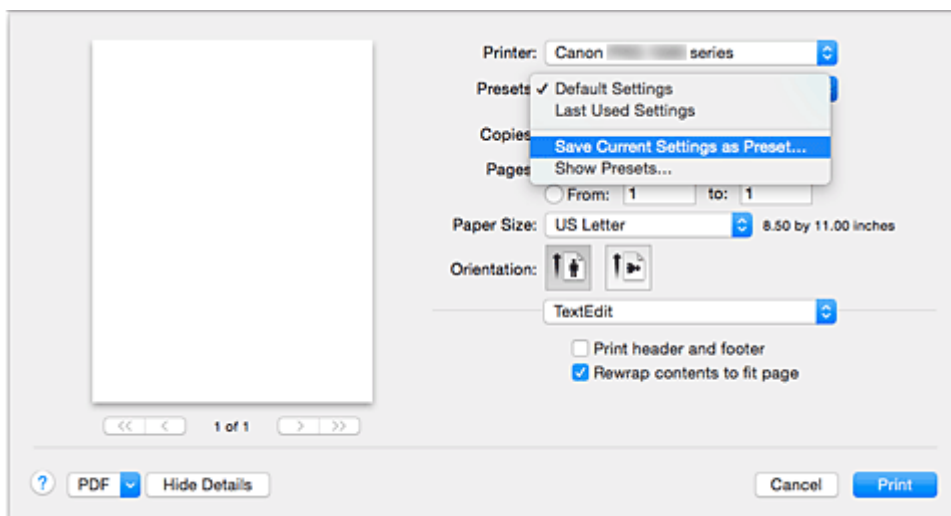 Printer: Canon series
Presets ✓ Default Settings
Last Used Settings
Copies
Save Current Settings as Preset...
Pages
Show Presets...
From: 1 to: 1
Paper Size: US Letter 8.50 by 11.00 inches
Orientation:
TextEdit
Print header and footer
Rewrap contents to fit page
<< < 1 of 1 > >>
? PDF Hide Details Cancel Print